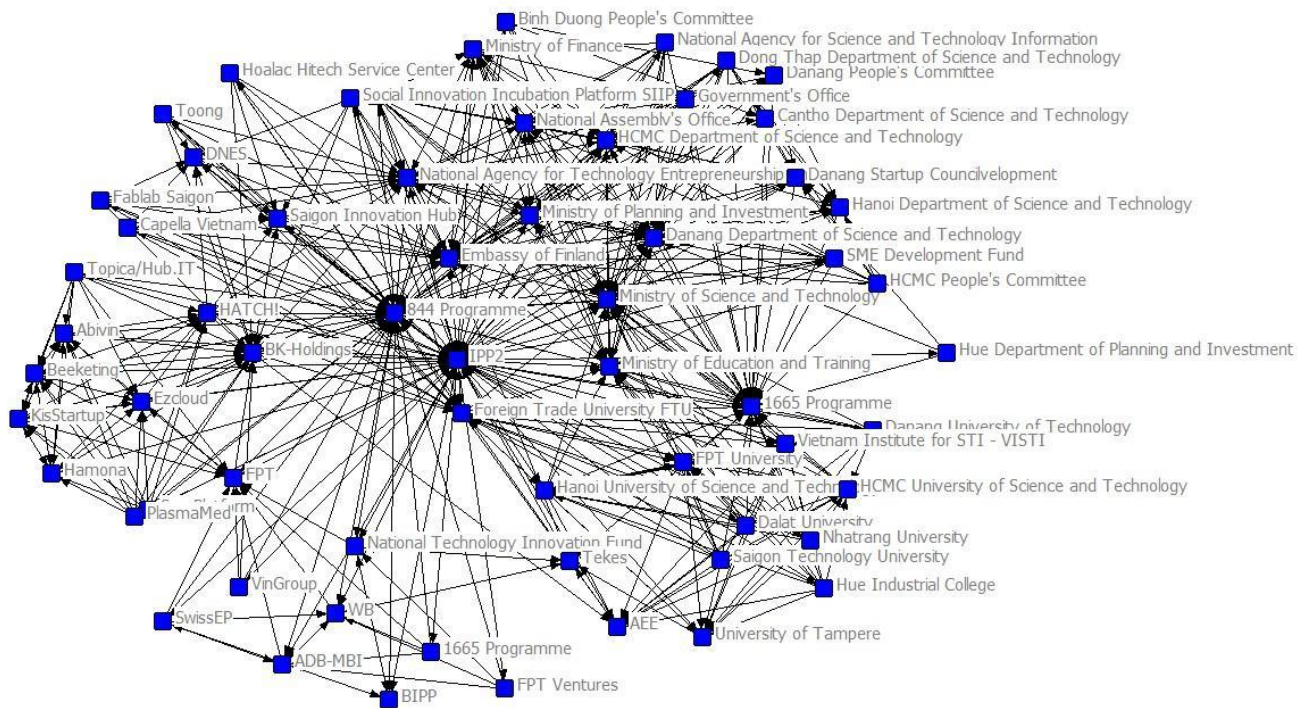 Binh Duong People's Committee
National Agency for Science and Technology Information
Ministry of Finance
Dong Thap Department of Science and Technology
Hoalac Hitech Service Center
Danang People's Committee
Social Innovation Incubation Platform SIIP
Government's Office
Toong
National Assembly's Office
Cantho Department of Science and Technology
HCMC Department of Science and Technology
DNES
National Agency for Technology Entrepreneurship
Danang Startup Councilvelopment
Fablab Saigon
Hanoi Department of Science and Technology
Saigon Innovation Hub
Ministry of Planning and Investment
Capella Vietnam
Danang Department of Science and Technology
Embassy of Finland
SME Development Fund
Topica/Hub.IT
HCMC People's Committee
Ministry of Science and Technology
HATCH!
844 Programme
Abivin
BK-Holdings
IPP2
Hue Department of Planning and Investment
Beeketing
Ministry of Education and Training
Ezcloud
1665 Programme
KisStartup
Foreign Trade University FTU
Danang University of Technology
Vietnam Institute for STI - VISTI
Hamona
FPT
FPT University
Hanoi University of Science and Techn
HCMC University of Science and Technology
PlasmaMed
Dalat University
Nhatrang University
National Technology Innovation Fund
Tekes
Saigon Technology University
VinGroup
Hue Industrial College
SwissEP
WB
AEE
University of Tampere
1665 Programme
ADB-MBI
FPT Ventures
BIPP